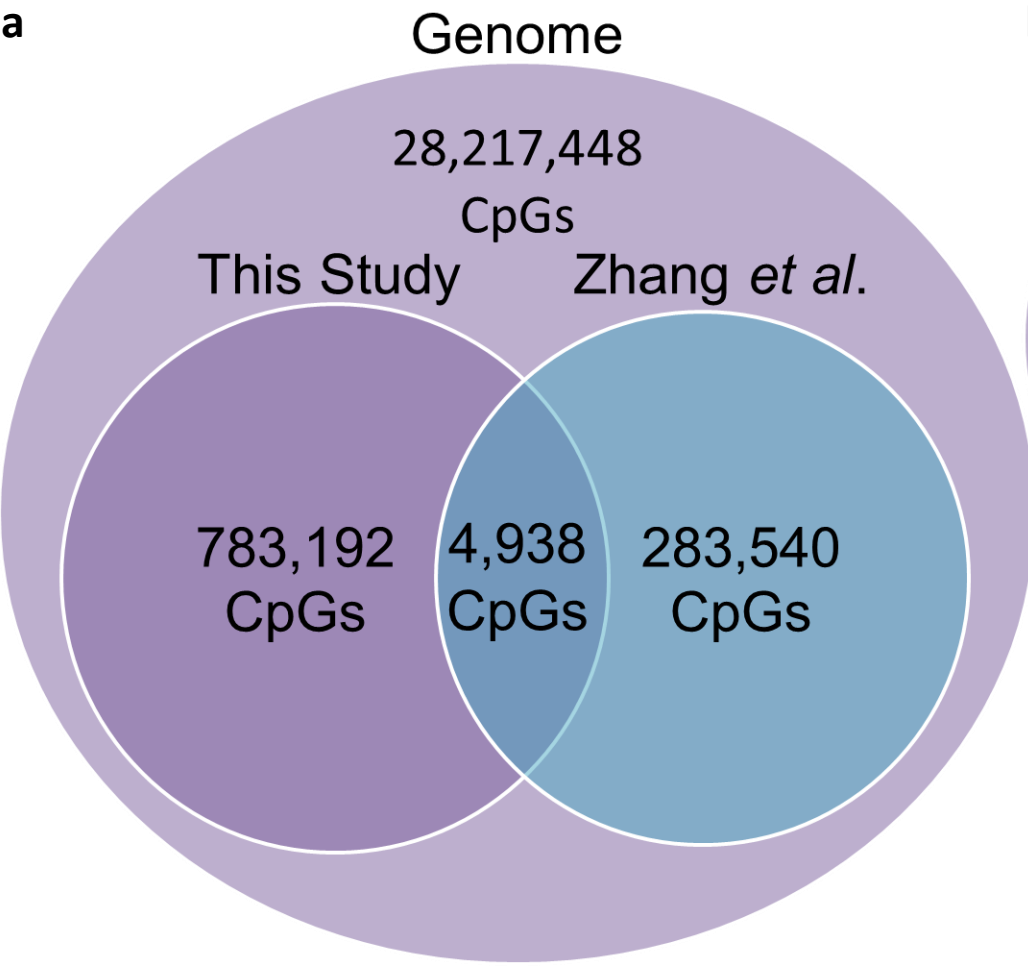 a
Genome
28,217,448
CpGs
This Study
Zhang et al.
783,192
CpGs
4,938
CpGs
283,540
CpGs